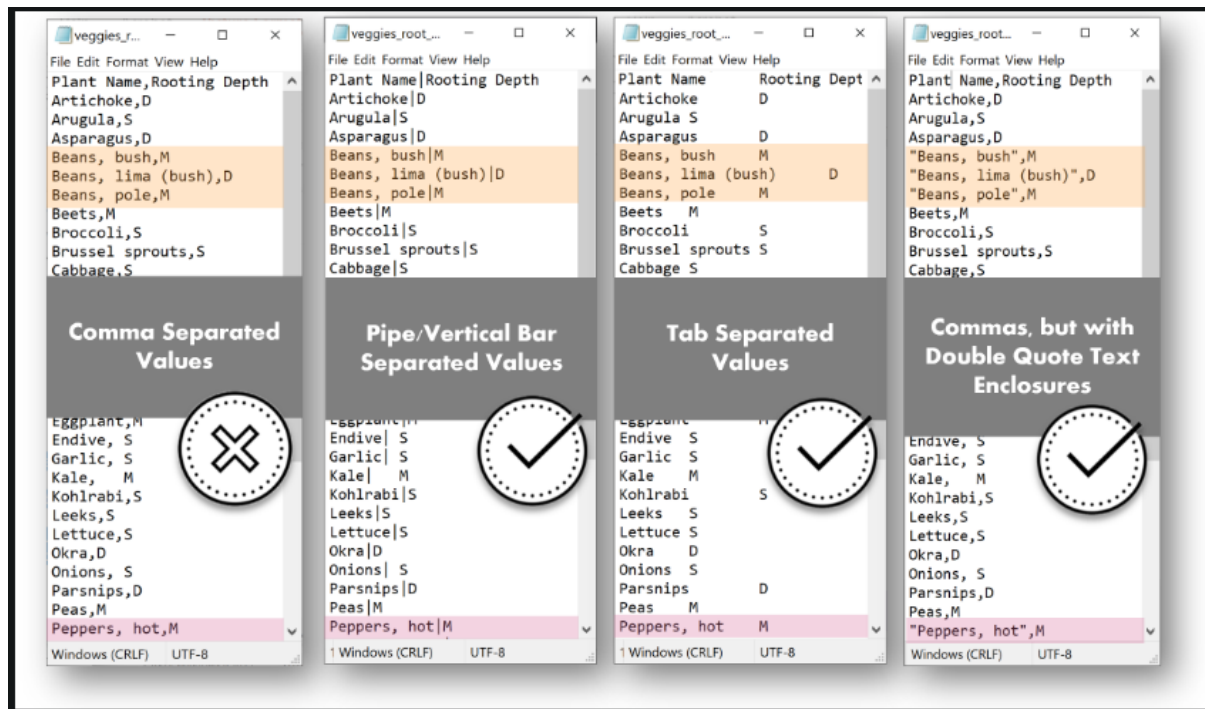 veggies_r...
File Edit Format View Help
Plant Name,Rooting Depth
Artichoke,D
Arugula,S
Asparagus,D
Beans, bush,M
Beans, lima (bush),D
Beans, pole,M
Beets,M
Broccoli,S
Brussel sprouts,S
Cabbage,S
Comma Separated
Values
Eggplant,M
Endive, S
Garlic, S
Kale,   M
Kohlrabi,S
Leeks,S
Lettuce,S
Okra,D
Onions, S
Parsnips,D
Peas,M
Peppers, hot,M
Windows (CRLF) UTF-8
veggies_root_...
File Edit Format View Help
Plant Name|Rooting Depth
Artichoke|D
Arugula|S
Asparagus|D
Beans, bush|M
Beans, lima (bush)|D
Beans, pole|M
Beets|M
Broccoli|S
Brussel sprouts|S
Cabbage|S
Pipe/Vertical Bar
Separated Values
Eggplant|M
Endive|  S
Garlic|  S
Kale|    M
Kohlrabi|S
Leeks|S
Lettuce|S
Okra|D
Onions|  S
Parsnips|D
Peas|M
Peppers, hot|M
1 Windows (CRLF) UTF-8
veggies_root_...
File Edit Format View Help
Plant Name Rooting Dept
Artichoke D
Arugula S
Asparagus D
Beans, bush M
Beans, lima (bush) D
Beans, pole M
Beets M
Broccoli S
Brussel sprouts S
Cabbage S
Tab Separated
Values
Eggplant M
Endive S
Garlic S
Kale M
Kohlrabi S
Leeks S
Lettuce S
Okra D
Onions S
Parsnips D
Peas M
Peppers, hot M
1 Windows (CRLF) UTF-8
veggies_root...
File Edit Format View Help
Plant Name,Rooting Depth
Artichoke,D
Arugula,S
Asparagus,D
"Beans, bush",M
"Beans, lima (bush)",D
"Beans, pole",M
Beets,M
Broccoli,S
Brussel sprouts,S
Cabbage,S
Commas, but with
Double Quote Text
Enclosures
Endive, S
Garlic, S
Kale,   M
Kohlrabi,S
Leeks,S
Lettuce,S
Okra,D
Onions, S
Parsnips,D
Peas,M
"Peppers, hot",M
Windows (CRLF) UTF-8